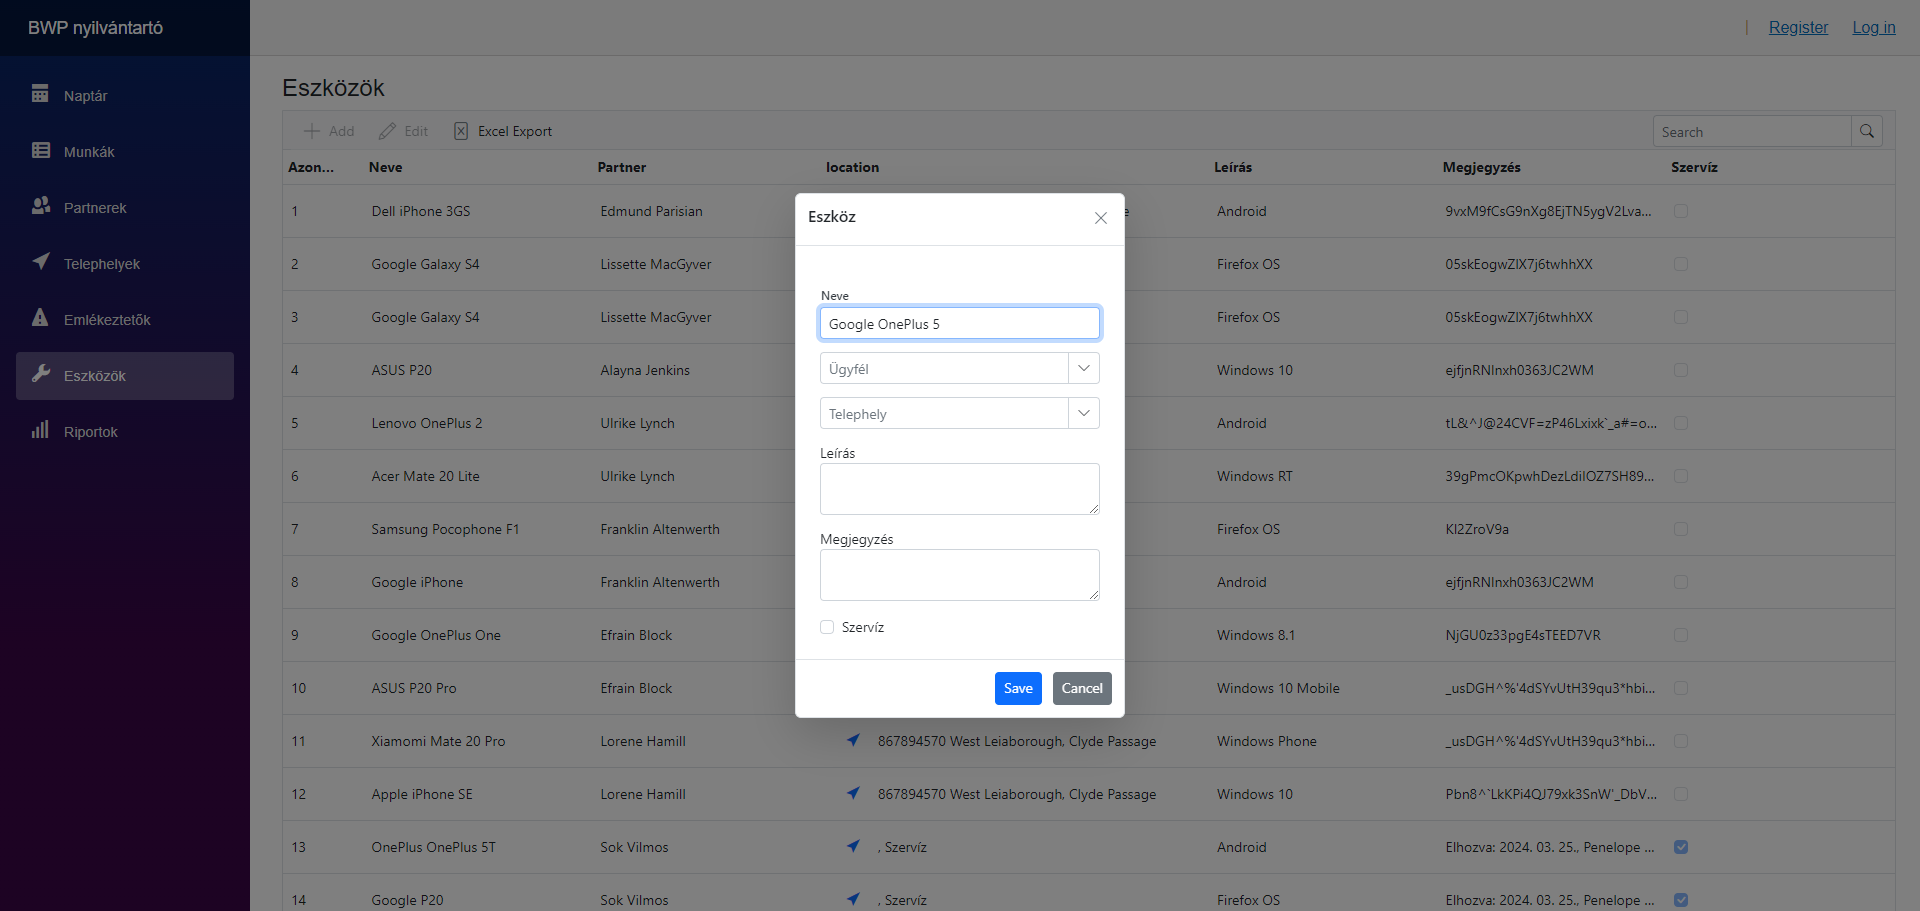 BWP nyilvántartó
Register Log in
Naptár
Munkák
Partnerek
Telephelyek
Emlékeztetők
Eszközök
Riportok
Eszközök
Add Edit Excel Export Search
Azon... Neve Partner location Leírás Megjegyzés Szervíz
1 Dell iPhone 3GS Edmund Parisian e Android 9vxM9fCsG9nXg8EjTN5ygV2Lva...
2 Google Galaxy S4 Lissette MacGyver Firefox OS 05skEogwZIX7j6twhhXX
3 Google Galaxy S4 Lissette MacGyver Firefox OS 05skEogwZIX7j6twhhXX
4 ASUS P20 Alayna Jenkins Windows 10 ejfjnRNInxh0363JC2WM
5 Lenovo OnePlus 2 Ulrike Lynch Android tL&^J@24CVF=zP46Lxixk`_a#=o...
6 Acer Mate 20 Lite Ulrike Lynch Windows RT 39gPmcOKpwhDezLdiIOZ7SH89...
7 Samsung Pocophone F1 Franklin Altenwerth Firefox OS KI2ZroV9a
8 Google iPhone Franklin Altenwerth Android ejfjnRNInxh0363JC2WM
9 Google OnePlus One Efrain Block Windows 8.1 NjGU0z33pgE4sTEED7VR
10 ASUS P20 Pro Efrain Block Windows 10 Mobile _usDGH^%'4dSYvUtH39qu3*hbi...
11 Xiamomi Mate 20 Pro Lorene Hamill 867894570 West Leiaborough, Clyde Passage Windows Phone _usDGH^%'4dSYvUtH39qu3*hbi...
12 Apple iPhone SE Lorene Hamill 867894570 West Leiaborough, Clyde Passage Windows 10 Pbn8^`LkKPi4QJ79xk3SnW'_DbV...
13 OnePlus OnePlus 5T Sok Vilmos , Szervíz Android Elhozva: 2024. 03. 25., Penelope ...
14 Google P20 Sok Vilmos , Szervíz Firefox OS Elhozva: 2024. 03. 25., Penelope ...
Eszköz
Neve
Google OnePlus 5
Ügyfél
Telephely
Leírás
Megjegyzés
Szervíz
Save Cancel